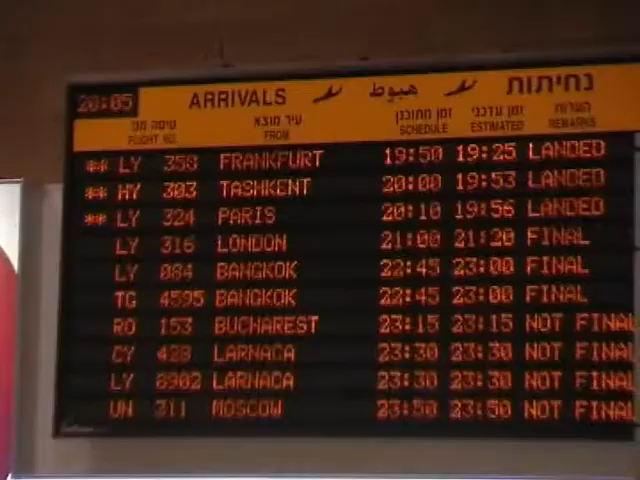 20:05 ARRIVALS هبوط נחיתות
טיסה מס' עיר מוצא זמן מתוכנן זמן עדכני הערות
FLIGHT NO. FROM SCHEDULE ESTIMATED REMARKS
** LY 358 FRANKFURT 19:50 19:25 LANDED
** HY 303 TASHKENT 20:00 19:53 LANDED
** LY 324 PARIS 20:10 19:56 LANDED
LY 316 LONDON 21:00 21:20 FINAL
LY 084 BANGKOK 22:45 23:00 FINAL
TG 4595 BANGKOK 22:45 23:00 FINAL
RO 153 BUCHAREST 23:15 23:15 NOT FINAL
CY 428 LARNACA 23:30 23:30 NOT FINAL
LY 8902 LARNACA 23:30 23:30 NOT FINAL
UN 311 MOSCOW 23:50 23:50 NOT FINAL